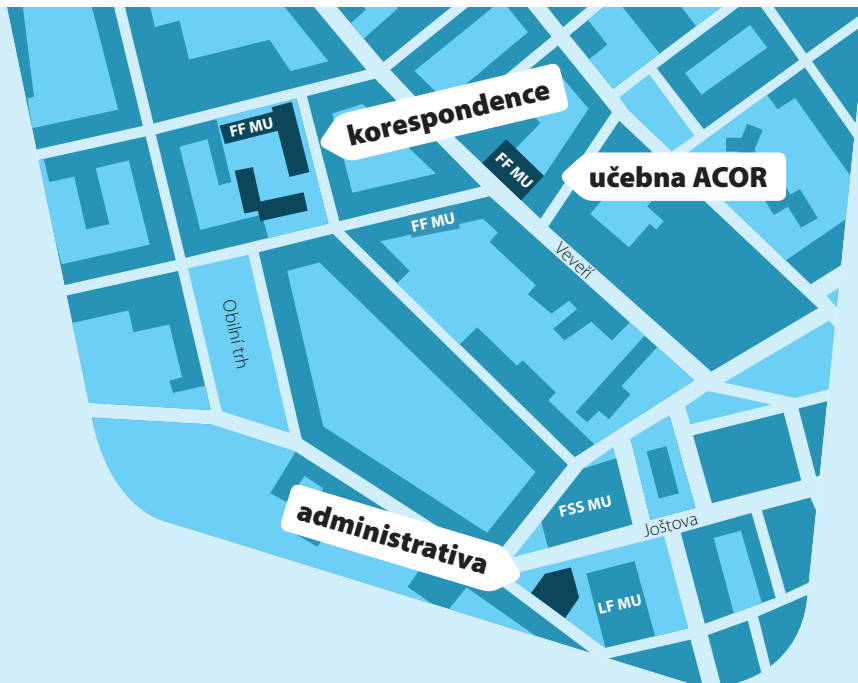 korespondence
FF MU
FF MU
učebna ACOR
FF MU
Veveří
Obilní trh
FSS MU
administrativa
Joštova
LF MU